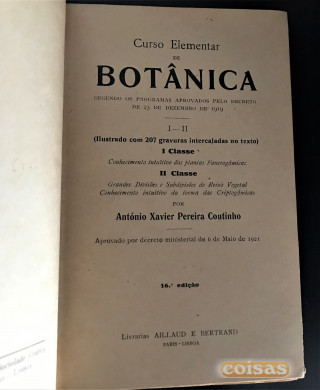 Curso Elementar
DE
BOTÂNICA
SEGUNDO OS PROGRAMAS APROVADOS PELO DECRETO
DE 23 DE DEZEMBRO DE 1919
I—II
(Ilustrado com 207 gravuras intercaladas no texto)
I Classe
Conhecimento intuitivo das plantas Fanerogâmicas
II Classe
Grandes Divisões e Subdivisões do Reino Vegetal
Conhecimento intuitivo da forma das Criptogâmicas
POR
António Xavier Pereira Coutinho
Aprovado por decreto ministerial de 6 de Maio de 1921
16.ª edição
Livrarias AILLAUD E BERTRAND
PARIS - LISBOA
coisas